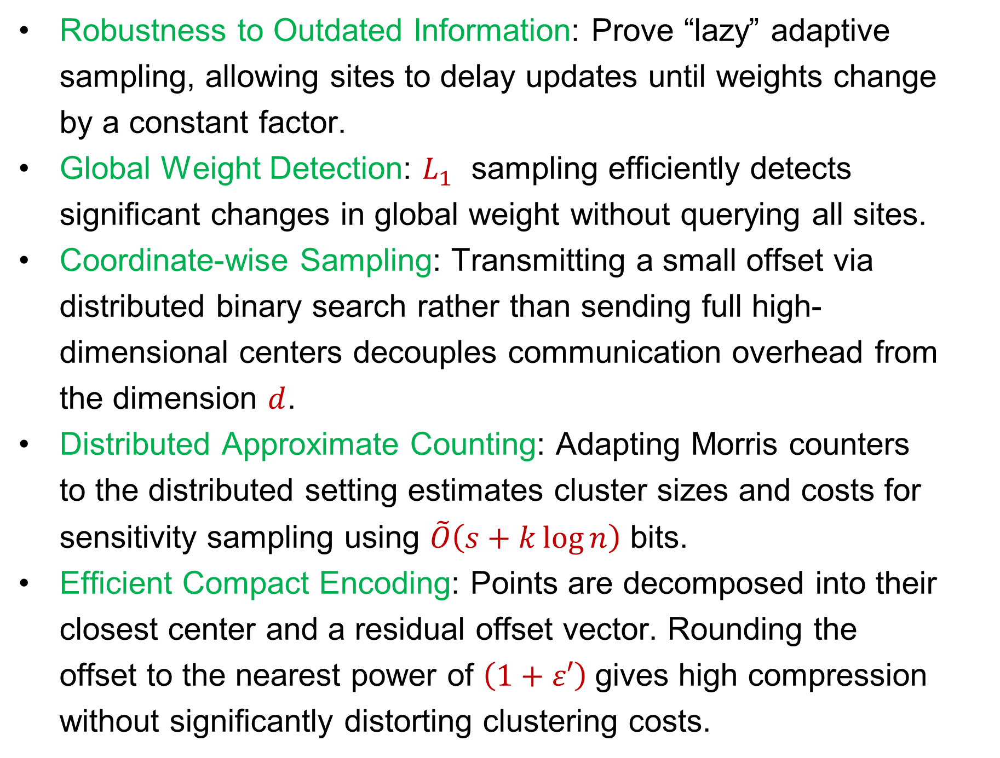 • Robustness to Outdated Information: Prove “lazy” adaptive
sampling, allowing sites to delay updates until weights change
by a constant factor.
• Global Weight Detection: L₁ sampling efficiently detects
significant changes in global weight without querying all sites.
• Coordinate-wise Sampling: Transmitting a small offset via
distributed binary search rather than sending full high-
dimensional centers decouples communication overhead from
the dimension d.
• Distributed Approximate Counting: Adapting Morris counters
to the distributed setting estimates cluster sizes and costs for
sensitivity sampling using Õ(s + k log n) bits.
• Efficient Compact Encoding: Points are decomposed into their
closest center and a residual offset vector. Rounding the
offset to the nearest power of (1 + ε′) gives high compression
without significantly distorting clustering costs.